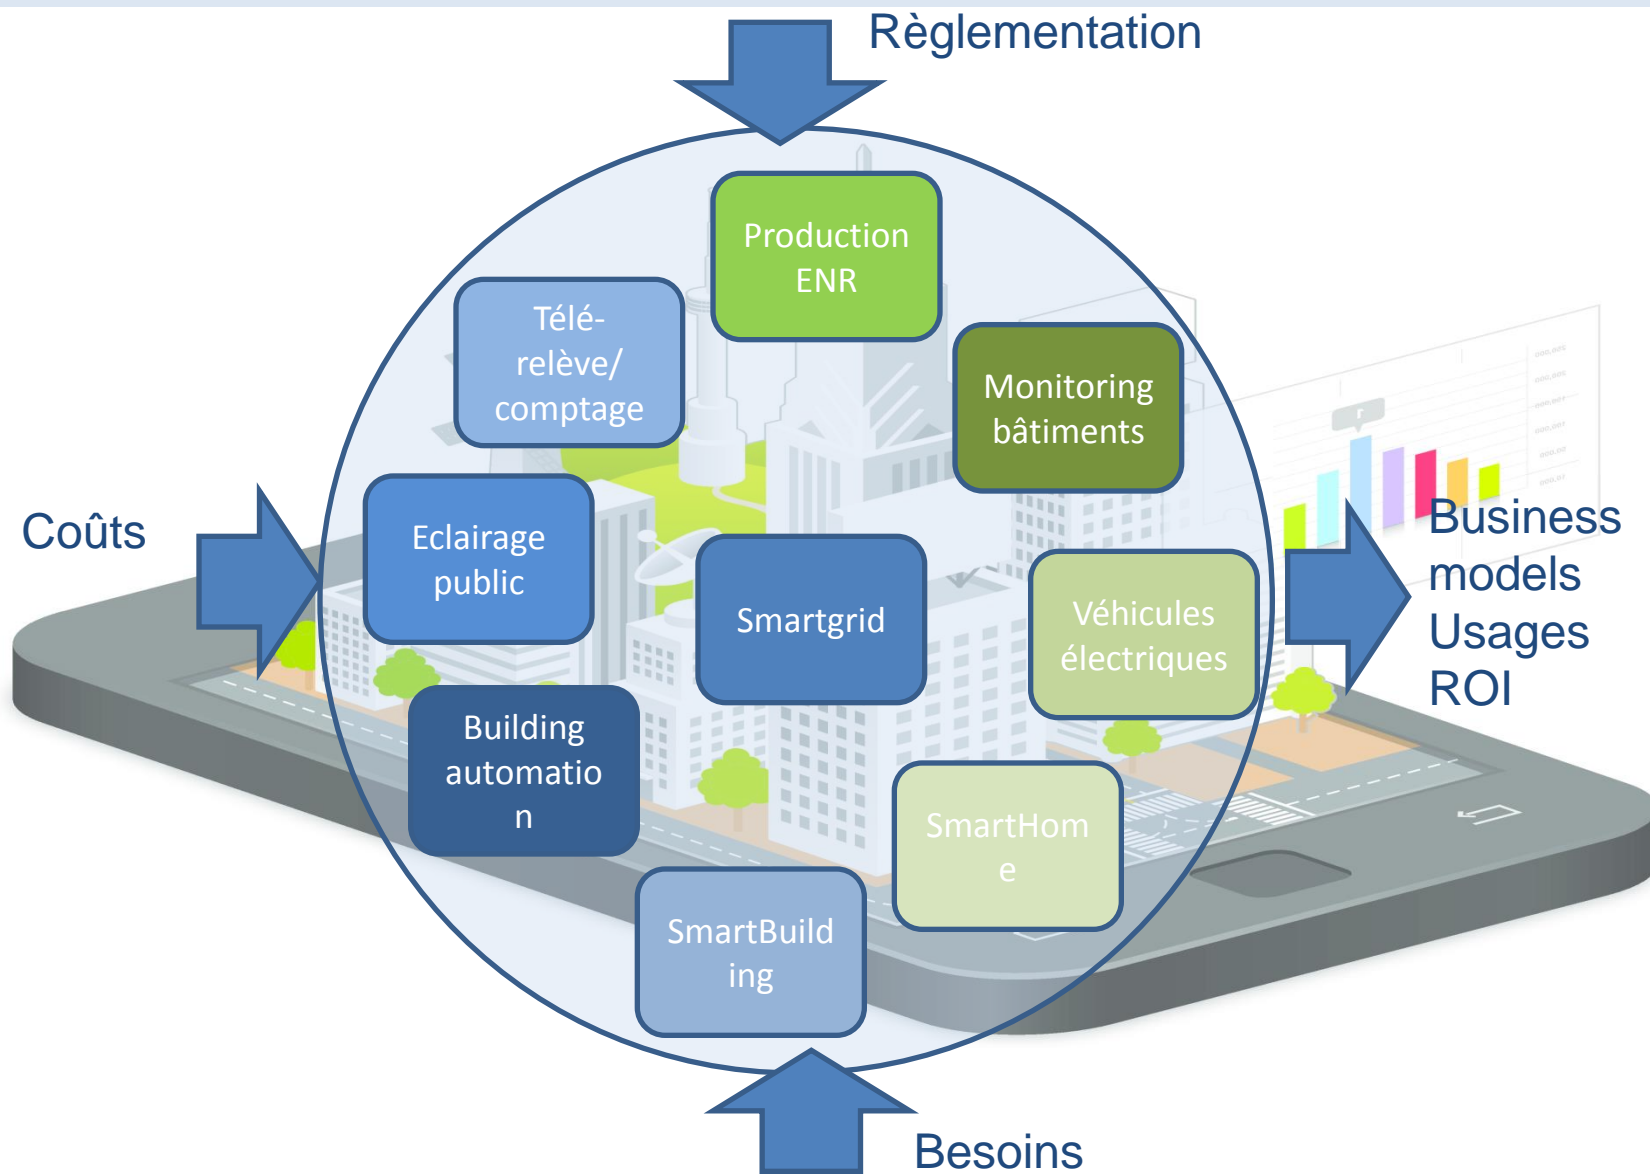 Règlementation
Production
ENR
Télé-
relève/
comptage
Monitoring
bâtiments
Coûts
Eclairage
public
Smartgrid
Véhicules
électriques
Business
models
Usages
ROI
Building
automatio
n
SmartHom
e
SmartBuild
ing
Besoins